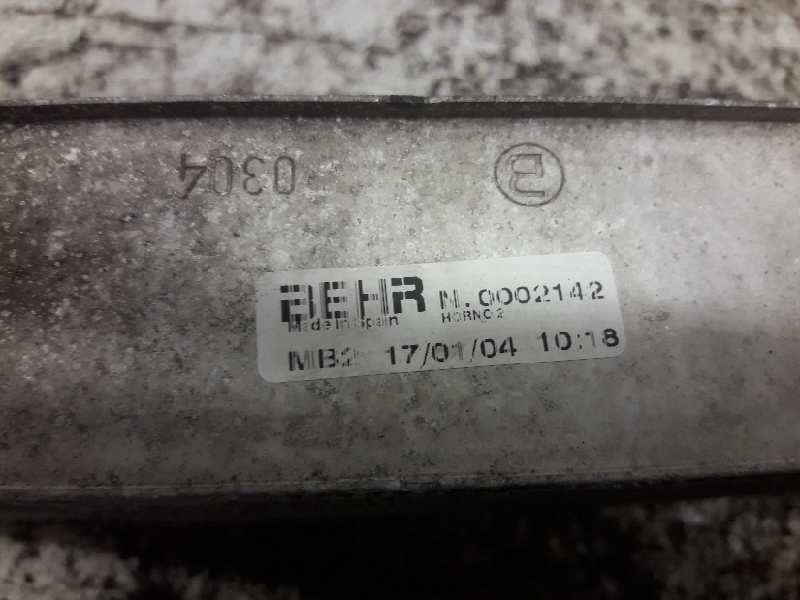 0304 B
BEHR M.0002142
Made in Spain HORNO 2
MB2 17/01/04 10:18